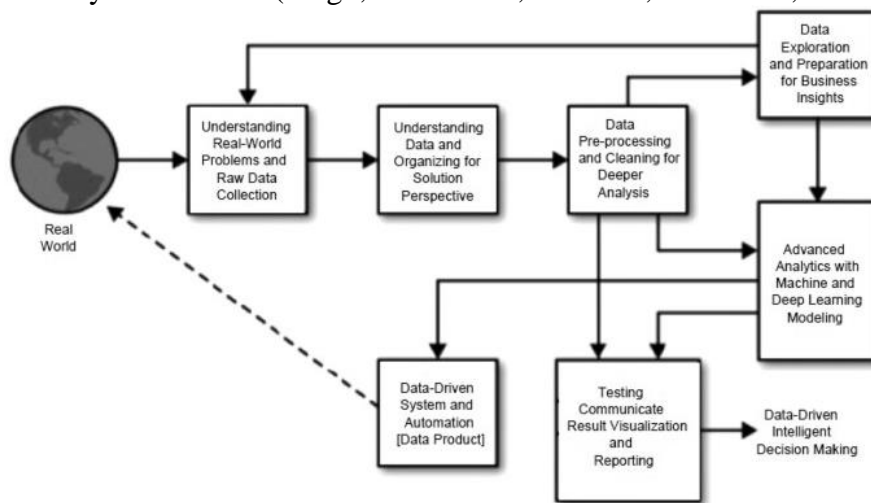 Data
Exploration
and Preparation
for Business
Insights
Understanding
Real-World
Problems and
Raw Data
Collection
Understanding
Data and
Organizing for
Solution
Perspective
Data
Pre-processing
and Cleaning for
Deeper
Analysis
Real
World
Advanced
Analytics with
Machine and
Deep Learning
Modeling
Data-Driven
System and
Automation
[Data Product]
Testing
Communicate
Result Visualization
and
Reporting
Data-Driven
Intelligent
Decision Making